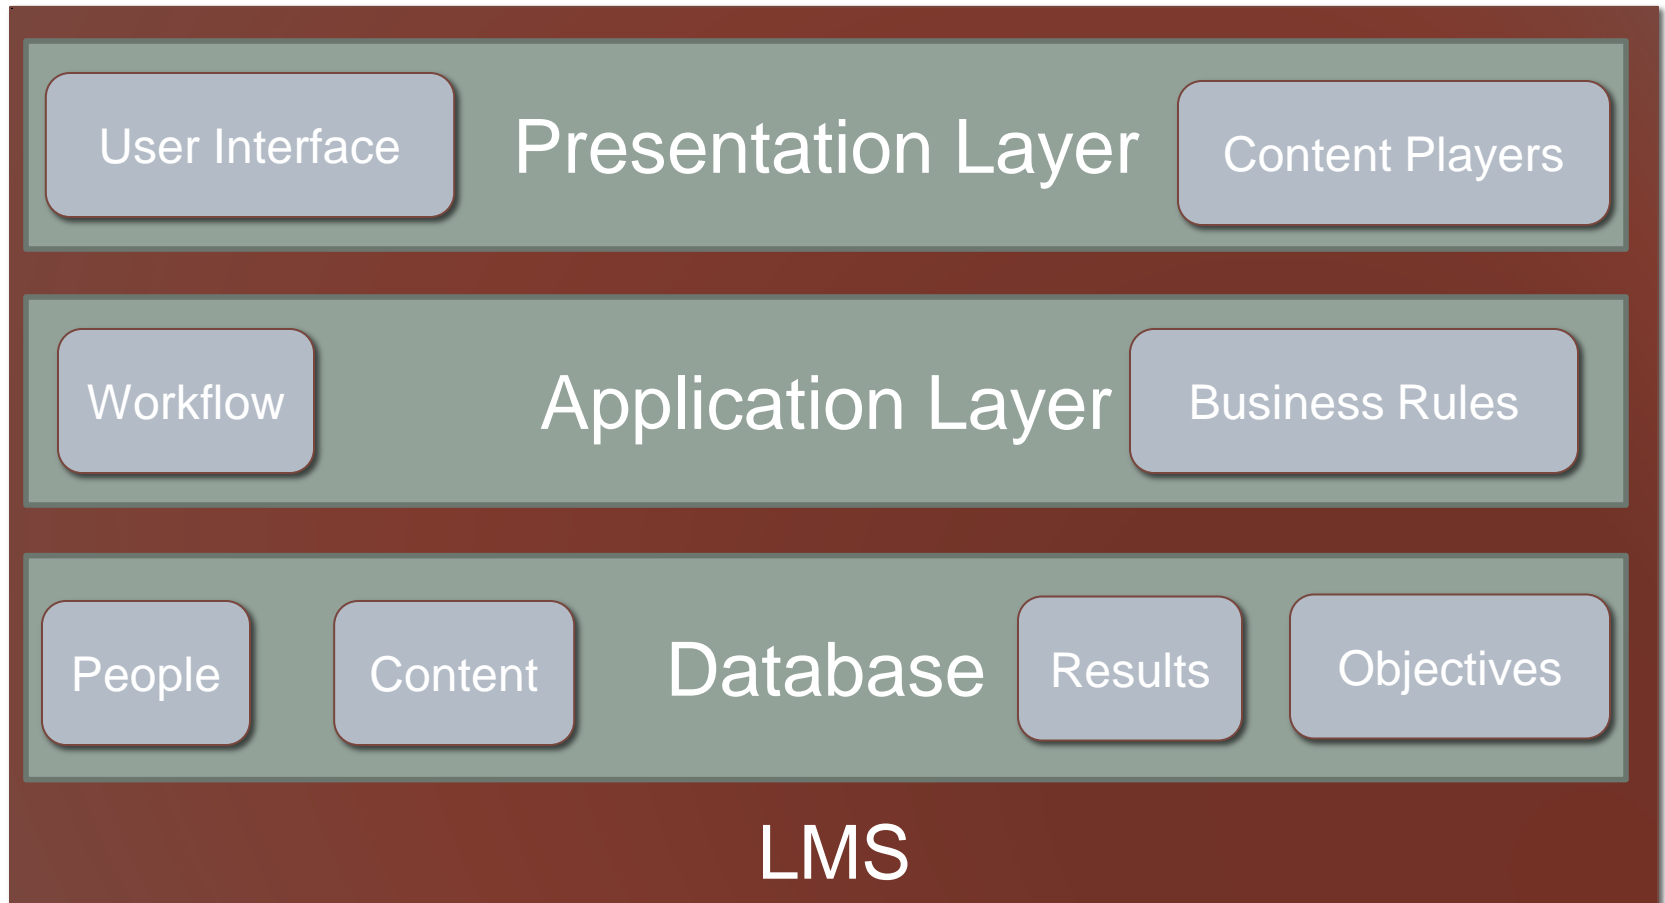 User Interface
Presentation Layer
Content Players
Workflow
Application Layer
Business Rules
People
Content
Database
Results
Objectives
LMS